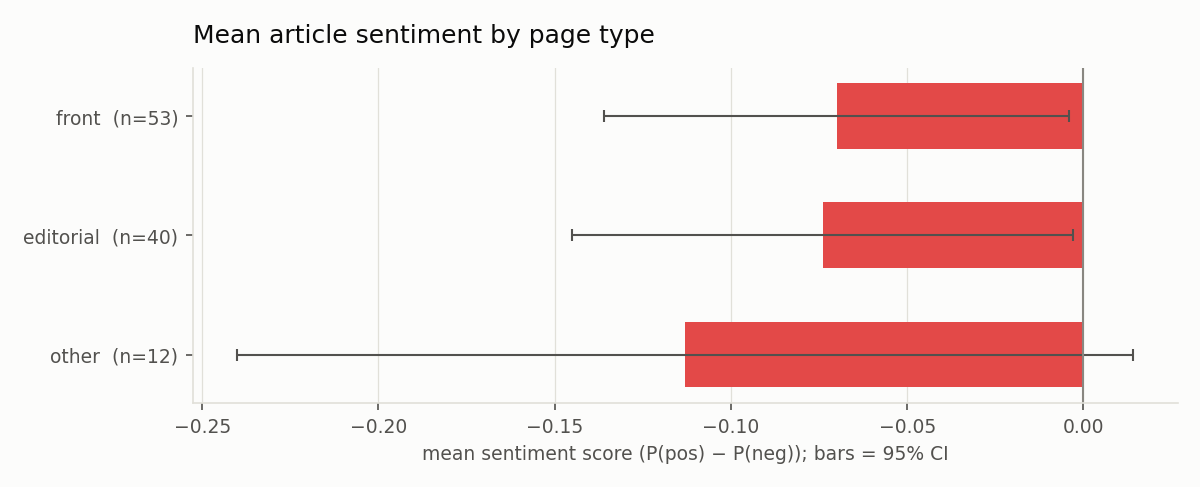 Mean article sentiment by page type
front  (n=53)
editorial  (n=40)
other  (n=12)
−0.25
−0.20
−0.15
−0.10
−0.05
0.00
mean sentiment score (P(pos) − P(neg)); bars = 95% CI